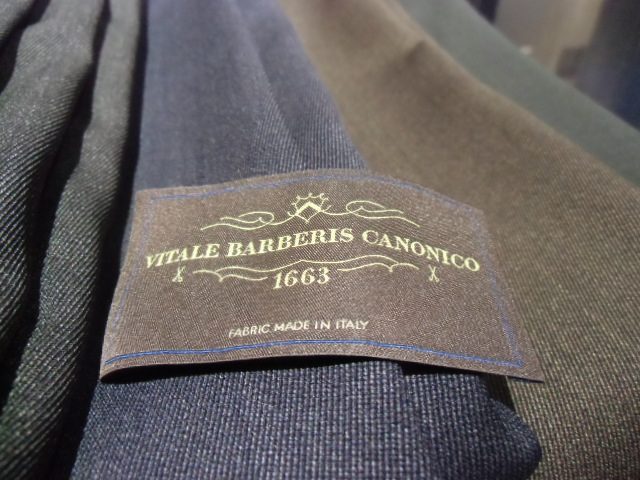 VITALE BARBERIS CANONICO
1663
FABRIC MADE IN ITALY